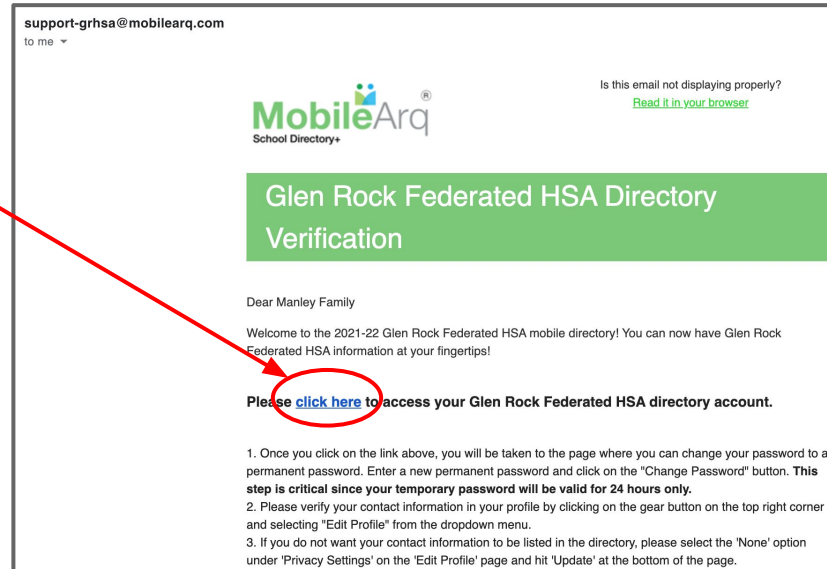 support-grhsa@mobilearq.com
to me
Is this email not displaying properly?
Read it in your browser
MobileArq®
School Directory+
Glen Rock Federated HSA Directory
Verification
Dear Manley Family
Welcome to the 2021-22 Glen Rock Federated HSA mobile directory! You can now have Glen Rock
Federated HSA information at your fingertips!
Please click here to access your Glen Rock Federated HSA directory account.
1. Once you click on the link above, you will be taken to the page where you can change your password to a
permanent password. Enter a new permanent password and click on the "Change Password" button. This
step is critical since your temporary password will be valid for 24 hours only.
2. Please verify your contact information in your profile by clicking on the gear button on the top right corner
and selecting "Edit Profile" from the dropdown menu.
3. If you do not want your contact information to be listed in the directory, please select the 'None' option
under 'Privacy Settings' on the 'Edit Profile' page and hit 'Update' at the bottom of the page.